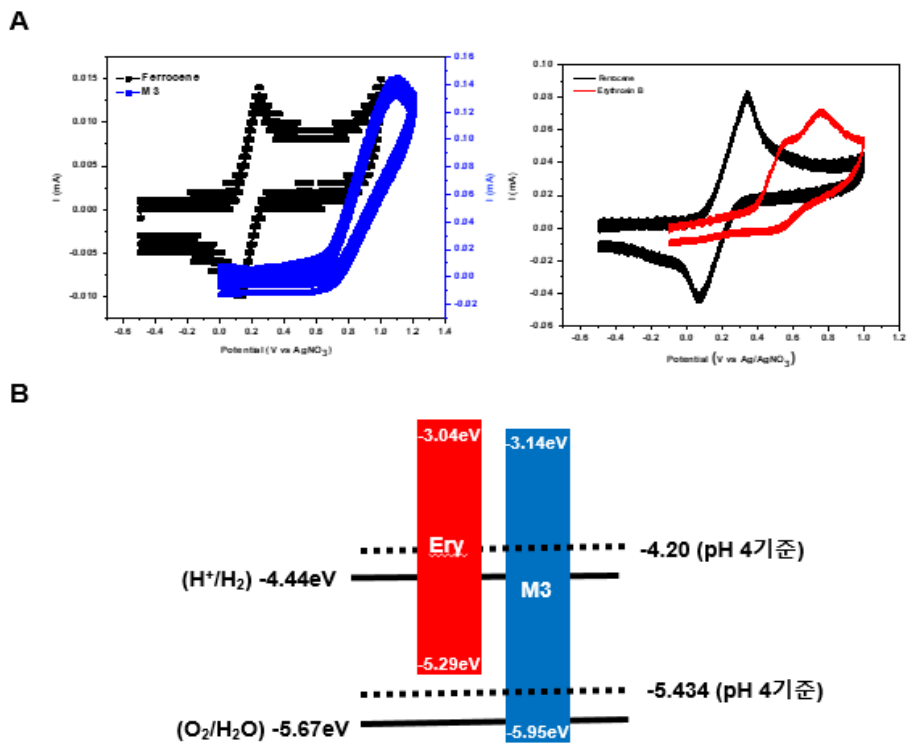 A
Ferrocene
M3
0.015
0.010
0.005
0.000
-0.005
-0.010
I (mA)
0.16
0.14
0.12
0.10
0.08
0.06
0.04
0.02
0.00
-0.02
I (mA)
-0.6 -0.4 -0.2 0.0 0.2 0.4 0.6 0.8 1.0 1.2 1.4
Potential (V vs AgNO3)
Ferrocene
Erythrosin B
0.10
0.08
0.06
0.04
0.02
0.00
-0.02
-0.04
-0.06
I (mA)
-0.6 -0.4 -0.2 0.0 0.2 0.4 0.6 0.8 1.0 1.2
Potential (V vs Ag/AgNO3)
B
-3.04eV
-3.14eV
Ery
-4.20 (pH 4기준)
(H+/H2) -4.44eV
M3
-5.29eV
-5.434 (pH 4기준)
(O2/H2O) -5.67eV
-5.95eV